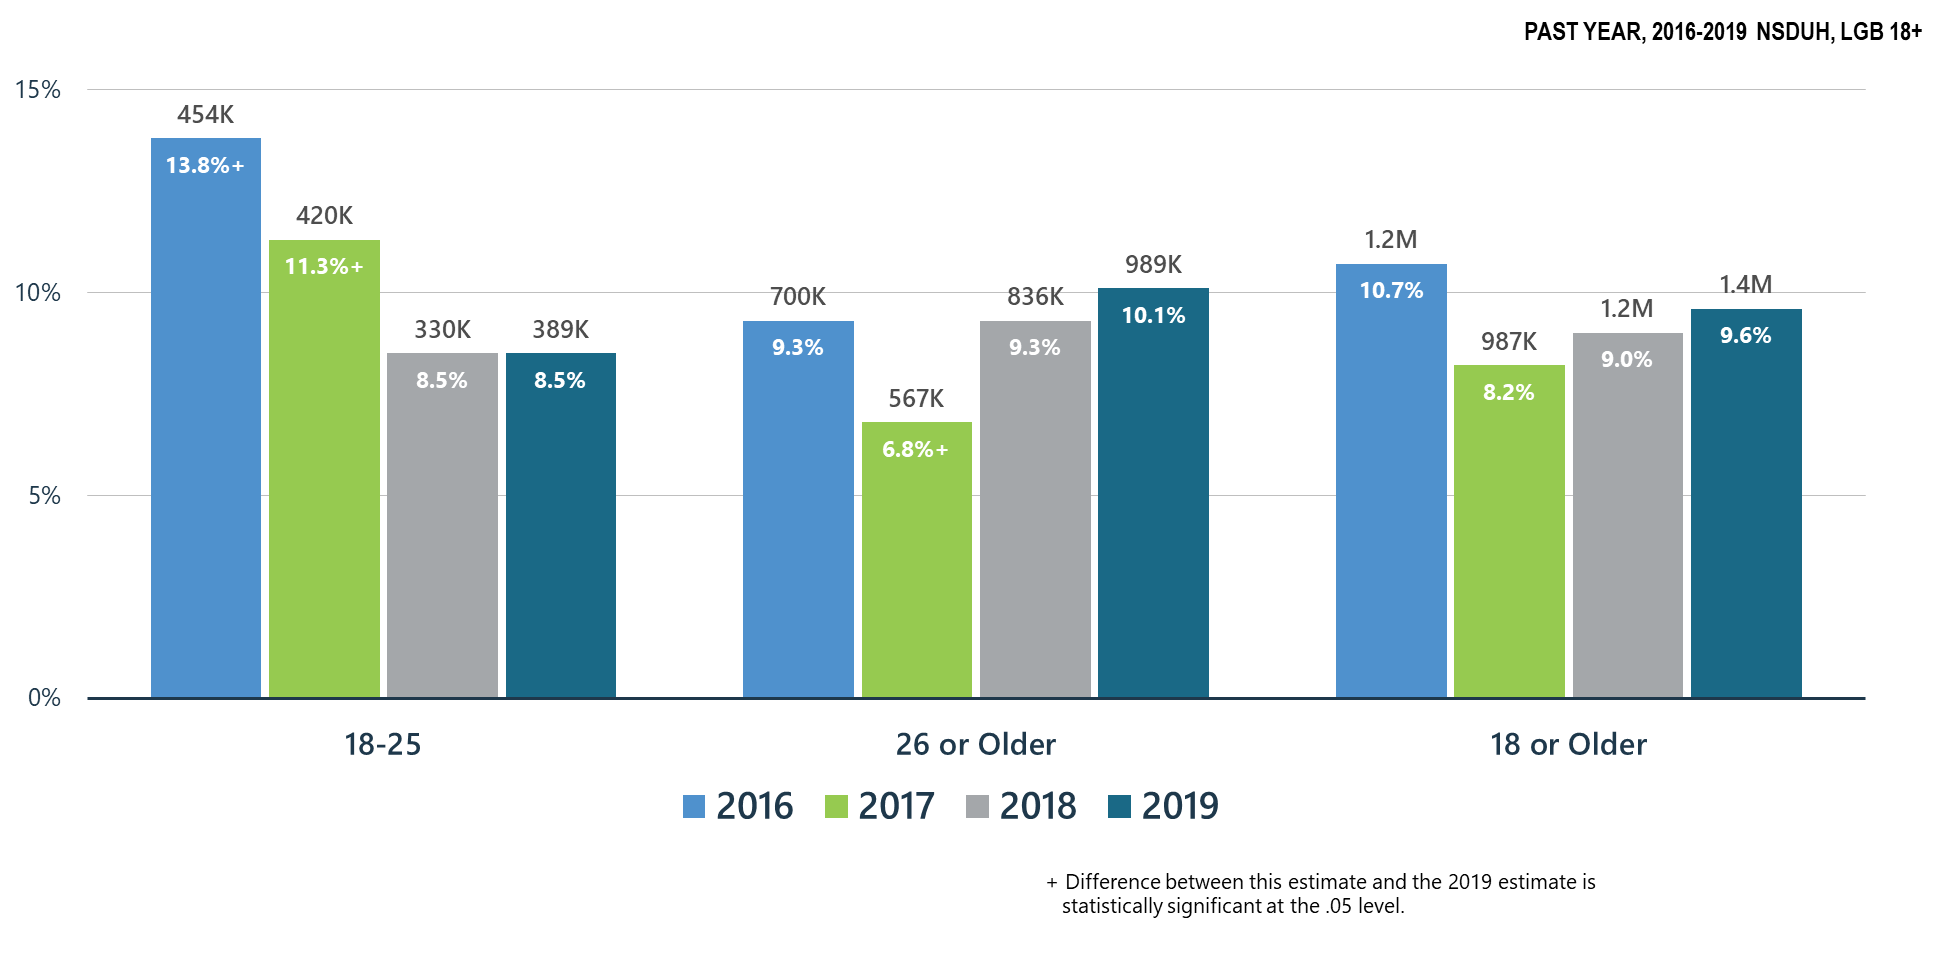 PAST YEAR, 2016-2019 NSDUH, LGB 18+
15%
10%
5%
0%
454K
13.8%+
420K
11.3%+
330K
8.5%
389K
8.5%
700K
9.3%
567K
6.8%+
836K
9.3%
989K
10.1%
1.2M
10.7%
987K
8.2%
1.2M
9.0%
1.4M
9.6%
18-25
26 or Older
18 or Older
2016 2017 2018 2019
+ Difference between this estimate and the 2019 estimate is
statistically significant at the .05 level.